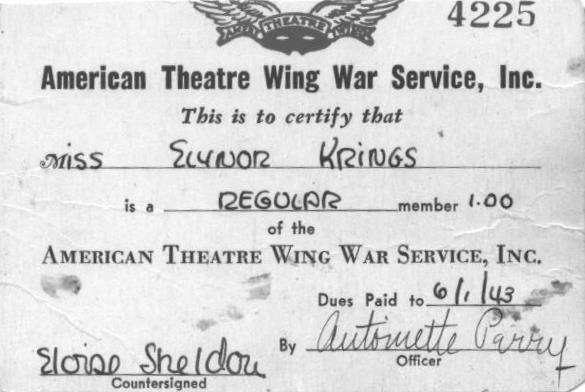 4225
AMERICAN THEATRE WING
American Theatre Wing War Service, Inc.
This is to certify that
Miss Elynor Krings
is a REGULAR member 1.00
of the
AMERICAN THEATRE WING WAR SERVICE, INC.
Dues Paid to 6/1/43
By Antoinette Parry
Officer
Eloise Sheldon
Countersigned